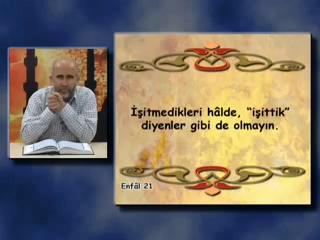 İşitmedikleri hâlde, “işittik”
diyenler gibi de olmayın.
Enfâl 21